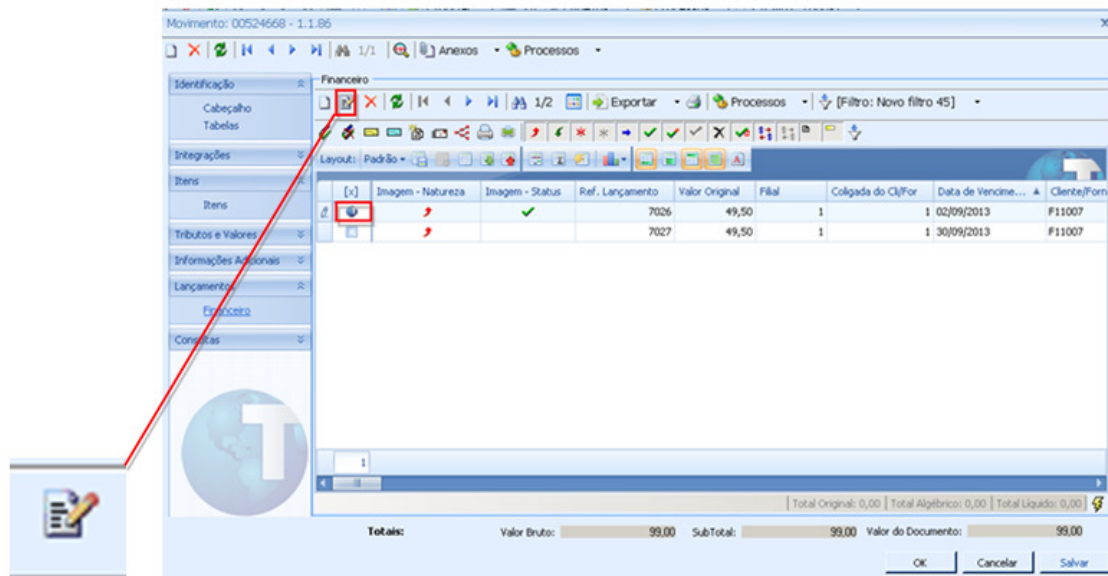 Movimento: 00524668 - 1.1.86
x
1/1 Anexos Processos
Identificação
Cabeçalho
Tabelas
Integrações
Itens
Itens
Tributos e Valores
Informações Adicionais
Lançamentos
Financeiro
Consultas
Financeiro
1/2 Exportar Processos [Filtro: Novo filtro 45]
Layout: Padrão
[x] Imagem - Natureza Imagem - Status Ref. Lançamento Valor Original Filial Coligada do Cli/For Data de Vencime... Cliente/Forn
7026 49,50 1 1 02/09/2013 F11007
7027 49,50 1 1 30/09/2013 F11007
1
Total Original: 0,00 Total Algébrico: 0,00 Total Líquido: 0,00
Totais: Valor Bruto: 99,00 SubTotal: 99,00 Valor do Documento: 99,00
OK Cancelar Salvar
T